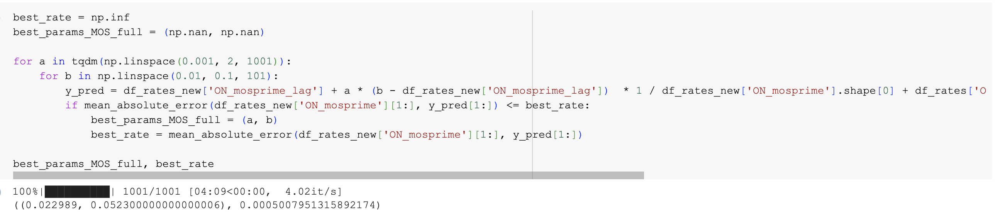 best_rate = np.inf
best_params_MOS_full = (np.nan, np.nan)
for a in tqdm(np.linspace(0.001, 2, 1001)):
    for b in np.linspace(0.01, 0.1, 101):
        y_pred = df_rates_new['ON_mosprime_lag'] + a * (b - df_rates_new['ON_mosprime_lag'])  * 1 / df_rates_new['ON_mosprime'].shape[0] + df_rates['O
        if mean_absolute_error(df_rates_new['ON_mosprime'][1:], y_pred[1:]) <= best_rate:
            best_params_MOS_full = (a, b)
            best_rate = mean_absolute_error(df_rates_new['ON_mosprime'][1:], y_pred[1:])
best_params_MOS_full, best_rate
100%|██████████| 1001/1001 [04:09<00:00,  4.02it/s]
((0.022989, 0.052300000000000006), 0.0005007951315892174)